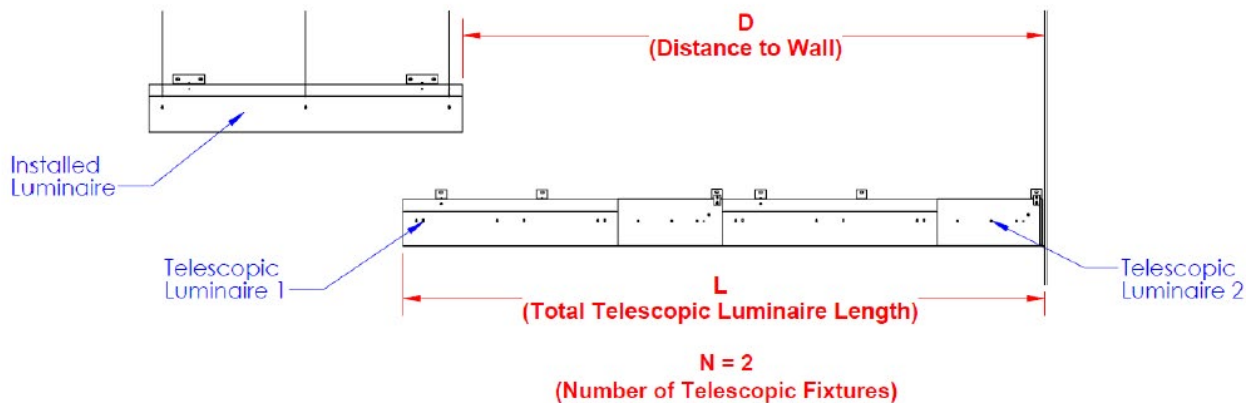 D
(Distance to Wall)
Installed
Luminaire
Telescopic
Luminaire 1
Telescopic
Luminaire 2
L
(Total Telescopic Luminaire Length)
N = 2
(Number of Telescopic Fixtures)